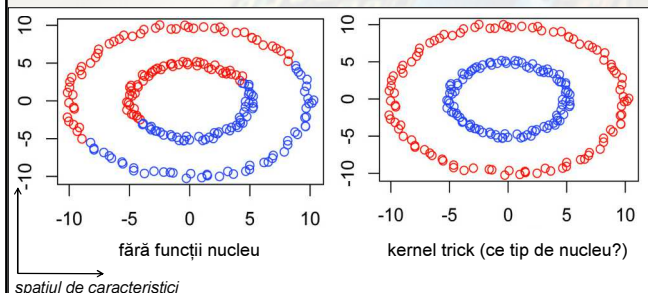 10
5
0
-5
-10
-10 -5 0 5 10
fără funcții nucleu
10
5
0
-5
-10
-10 -5 0 5 10
kernel trick (ce tip de nucleu?)
spațiul de caracteristici